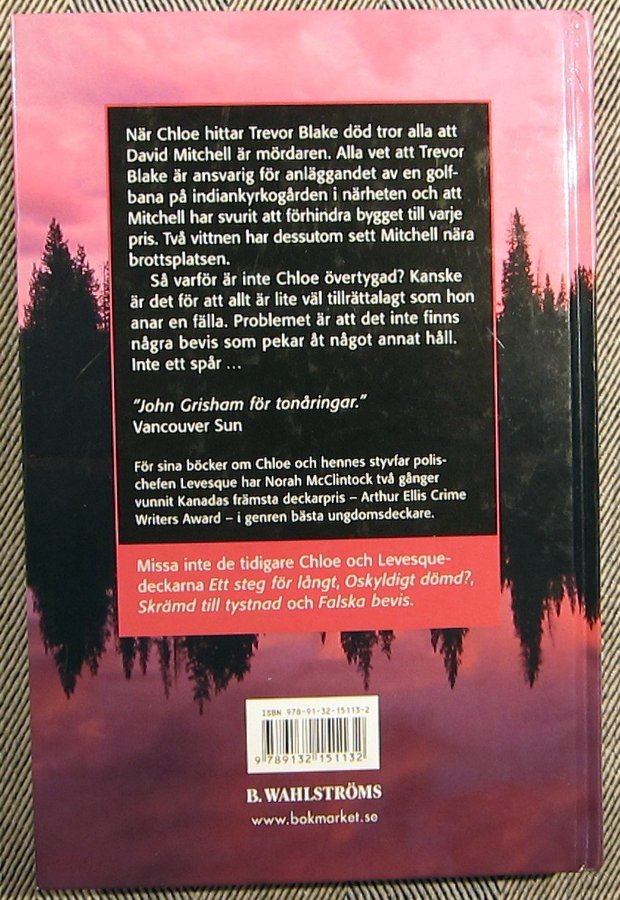 När Chloe hittar Trevor Blake död tror alla att
David Mitchell är mördaren. Alla vet att Trevor
Blake är ansvarig för anläggandet av en golf-
bana på indiankyrkogården i närheten och att
Mitchell har svurit att förhindra bygget till varje
pris. Två vittnen har dessutom sett Mitchell nära
brottsplatsen.
Så varför är inte Chloe övertygad? Kanske
är det för att allt är lite väl tillrättalagt som hon
anar en fälla. Problemet är att det inte finns
några bevis som pekar åt något annat håll.
Inte ett spår ...
"John Grisham för tonåringar."
Vancouver Sun
För sina böcker om Chloe och hennes styvfar polis-
chefen Levesque har Norah McClintock två gånger
vunnit Kanadas främsta deckarpris – Arthur Ellis Crime
Writers Award – i genren bästa ungdomsdeckare.
Missa inte de tidigare Chloe och Levesque-
deckarna Ett steg för långt, Oskyldigt dömd?,
Skrämd till tystnad och Falska bevis.
ISBN 978-91-32-15113-2
9 789132 151132
B. WAHLSTRÖMS
www.bokmarket.se